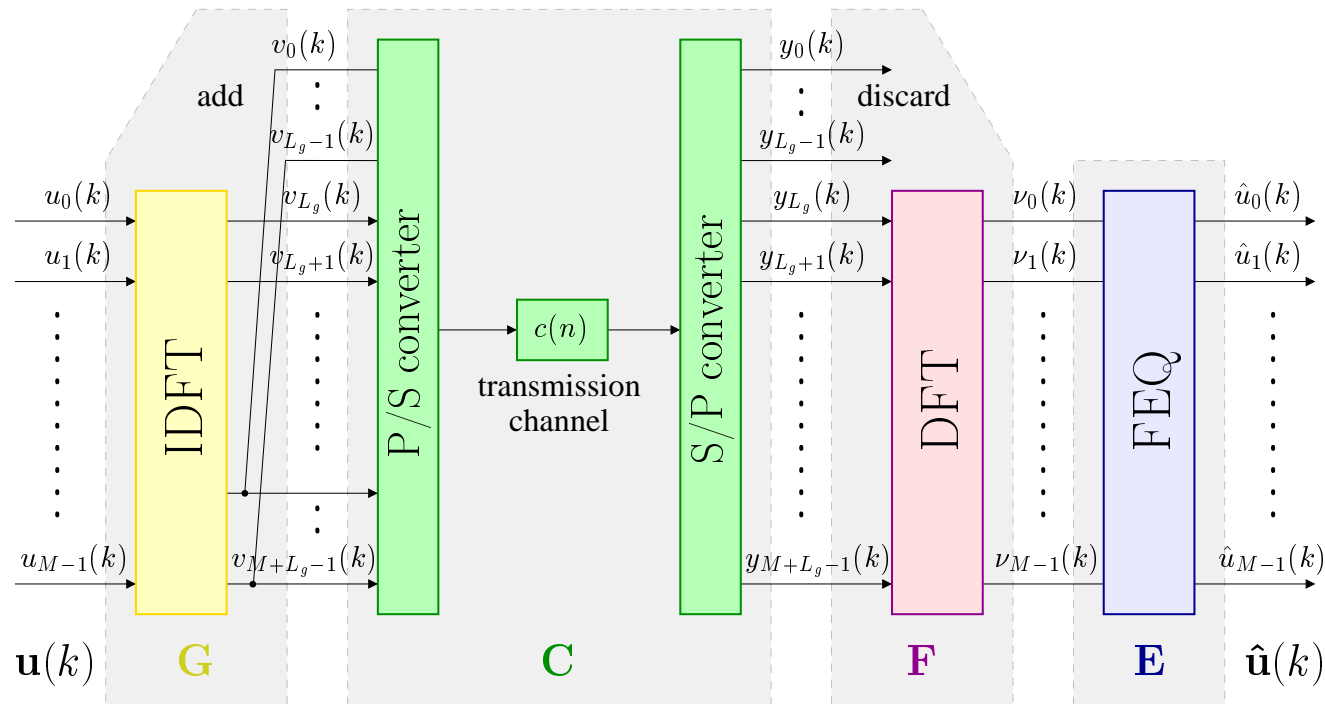 v_0(k)
y_0(k)
add
discard
v_{L_g-1}(k)
y_{L_g-1}(k)
u_0(k)
v_{L_g}(k)
y_{L_g}(k)
ν_0(k)
û_0(k)
u_1(k)
v_{L_g+1}(k)
y_{L_g+1}(k)
ν_1(k)
û_1(k)
IDFT
P/S converter
c(n)
transmission
channel
S/P converter
DFT
FEQ
u_{M-1}(k)
v_{M+L_g-1}(k)
y_{M+L_g-1}(k)
ν_{M-1}(k)
û_{M-1}(k)
u(k)
G
C
F
E
û(k)